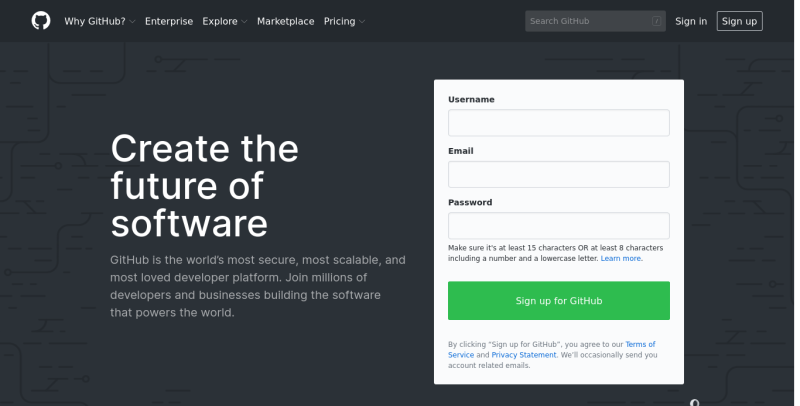 Why GitHub? Enterprise Explore Marketplace Pricing Search GitHub / Sign in Sign up
Create the
future of
software
GitHub is the world's most secure, most scalable, and
most loved developer platform. Join millions of
developers and businesses building the software
that powers the world.
Username
Email
Password
Make sure it's at least 15 characters OR at least 8 characters
including a number and a lowercase letter. Learn more.
Sign up for GitHub
By clicking "Sign up for GitHub", you agree to our Terms of
Service and Privacy Statement. We'll occasionally send you
account related emails.